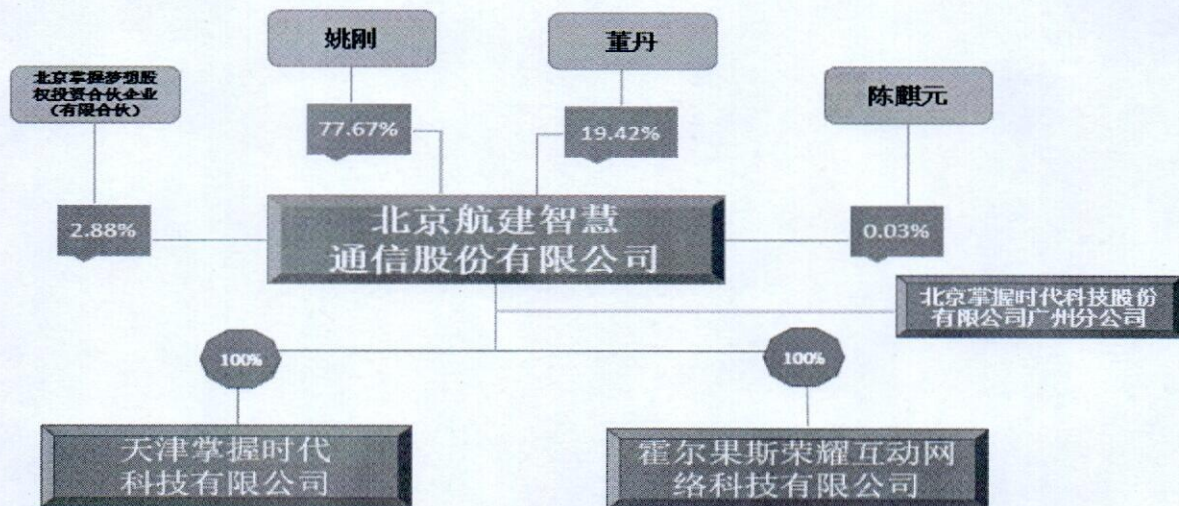 姚刚
董丹
北京掌握梦想股
权投资合伙企业
（有限合伙）
陈麒元
77.67%
19.42%
2.88%
北京航建智慧
通信股份有限公司
0.03%
北京掌握时代科技股份
有限公司广州分公司
100%
100%
天津掌握时代
科技有限公司
霍尔果斯荣耀互动网
络科技有限公司